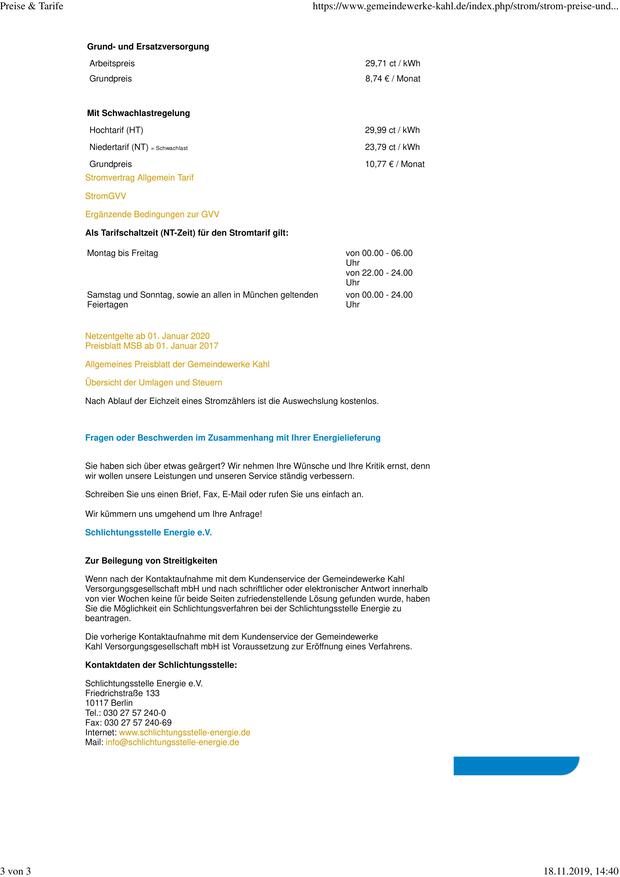 Preise & Tarife https://www.gemeindewerke-kahl.de/index.php/strom/strom-preise-und...
Grund- und Ersatzversorgung
Arbeitspreis 29,71 ct / kWh
Grundpreis 8,74 € / Monat
Mit Schwachlastregelung
Hochtarif (HT) 29,99 ct / kWh
Niedertarif (NT) = Schwachlast 23,79 ct / kWh
Grundpreis 10,77 € / Monat
Stromvertrag Allgemein Tarif
StromGVV
Ergänzende Bedingungen zur GVV
Als Tarifschaltzeit (NT-Zeit) für den Stromtarif gilt:
Montag bis Freitag von 00.00 - 06.00
Uhr
von 22.00 - 24.00
Uhr
Samstag und Sonntag, sowie an allen in München geltenden von 00.00 - 24.00
Feiertagen Uhr
Netzentgelte ab 01. Januar 2020
Preisblatt MSB ab 01. Januar 2017
Allgemeines Preisblatt der Gemeindewerke Kahl
Übersicht der Umlagen und Steuern
Nach Ablauf der Eichzeit eines Stromzählers ist die Auswechslung kostenlos.
Fragen oder Beschwerden im Zusammenhang mit Ihrer Energielieferung
Sie haben sich über etwas geärgert? Wir nehmen Ihre Wünsche und Ihre Kritik ernst, denn
wir wollen unsere Leistungen und unseren Service ständig verbessern.
Schreiben Sie uns einen Brief, Fax, E-Mail oder rufen Sie uns einfach an.
Wir kümmern uns umgehend um Ihre Anfrage!
Schlichtungsstelle Energie e.V.
Zur Beilegung von Streitigkeiten
Wenn nach der Kontaktaufnahme mit dem Kundenservice der Gemeindewerke Kahl
Versorgungsgesellschaft mbH und nach schriftlicher oder elektronischer Antwort innerhalb
von vier Wochen keine für beide Seiten zufriedenstellende Lösung gefunden wurde, haben
Sie die Möglichkeit ein Schlichtungsverfahren bei der Schlichtungsstelle Energie zu
beantragen.
Die vorherige Kontaktaufnahme mit dem Kundenservice der Gemeindewerke
Kahl Versorgungsgesellschaft mbH ist Voraussetzung zur Eröffnung eines Verfahrens.
Kontaktdaten der Schlichtungsstelle:
Schlichtungsstelle Energie e.V.
Friedrichstraße 133
10117 Berlin
Tel.: 030 27 57 240-0
Fax: 030 27 57 240-69
Internet: www.schlichtungsstelle-energie.de
Mail: info@schlichtungsstelle-energie.de
3 von 3 18.11.2019, 14:40